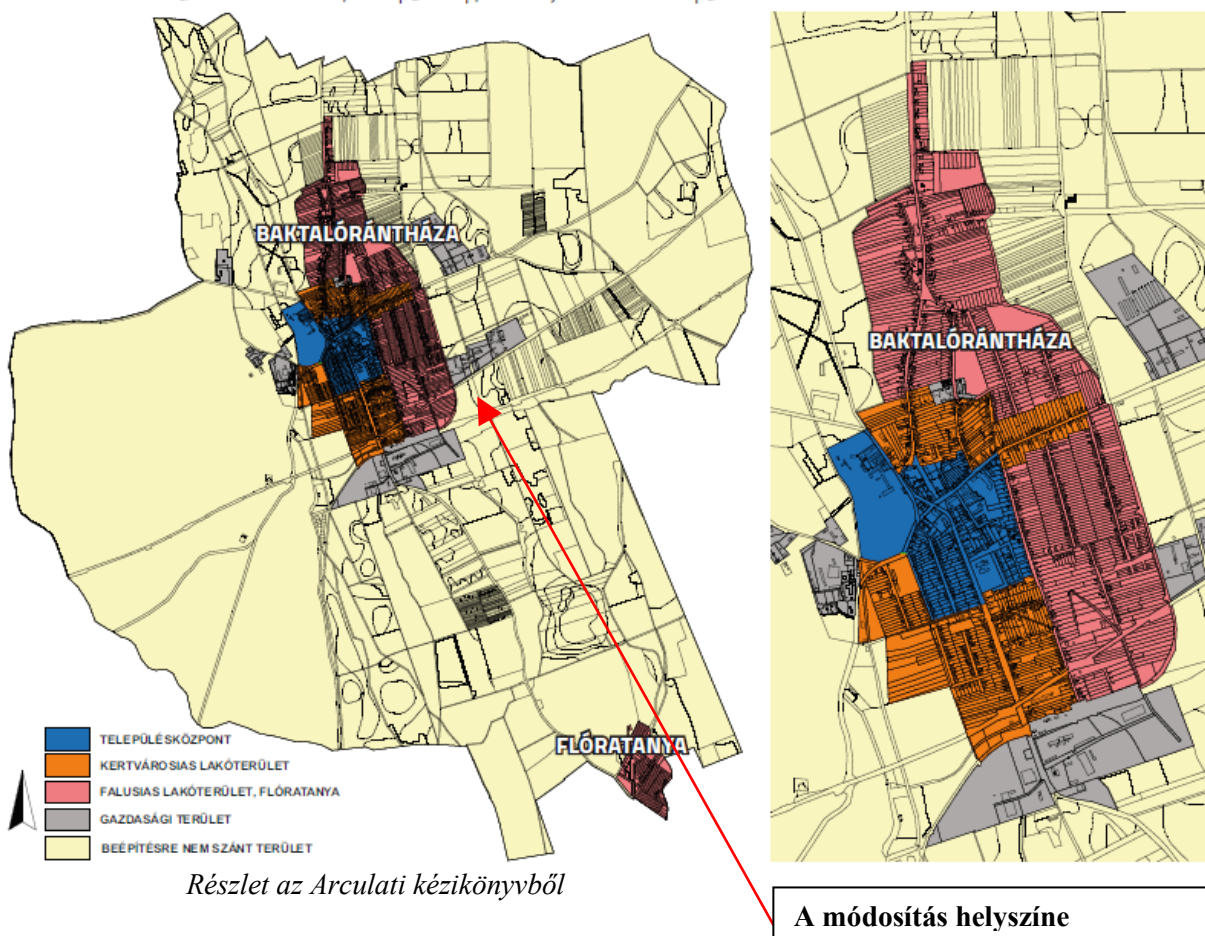 BAKTALÓRÁNTHÁZA
FLÓRATANYA
TELEPÜLÉSKÖZPONT
KERTVÁROSIAS LAKÓTERÜLET
FALUSIAS LAKÓTERÜLET, FLÓRATANYA
GAZDASÁGI TERÜLET
BEÉPÍTÉSRE NEM SZÁNT TERÜLET
Részlet az Arculati kézikönyvből
BAKTALÓRÁNTHÁZA
A módosítás helyszíne